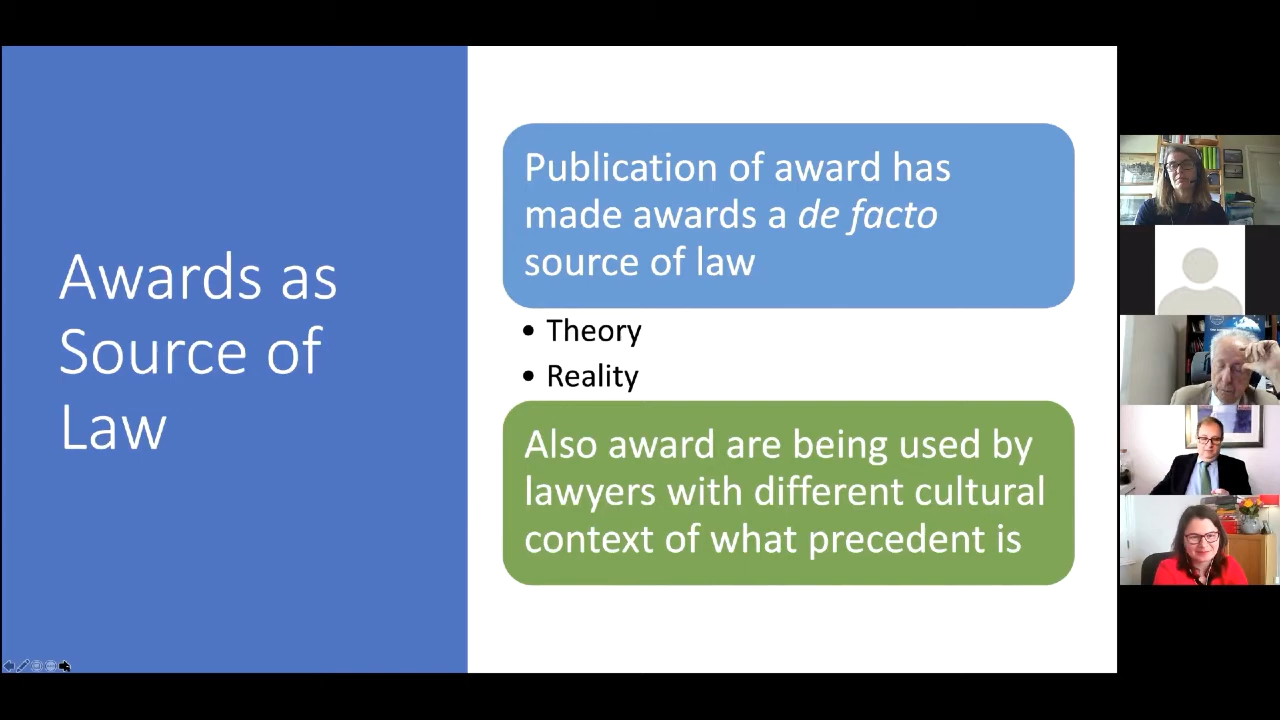 Awards as
Source of
Law
Publication of award has
made awards a de facto
source of law
• Theory
• Reality
Also award are being used by
lawyers with different cultural
context of what precedent is